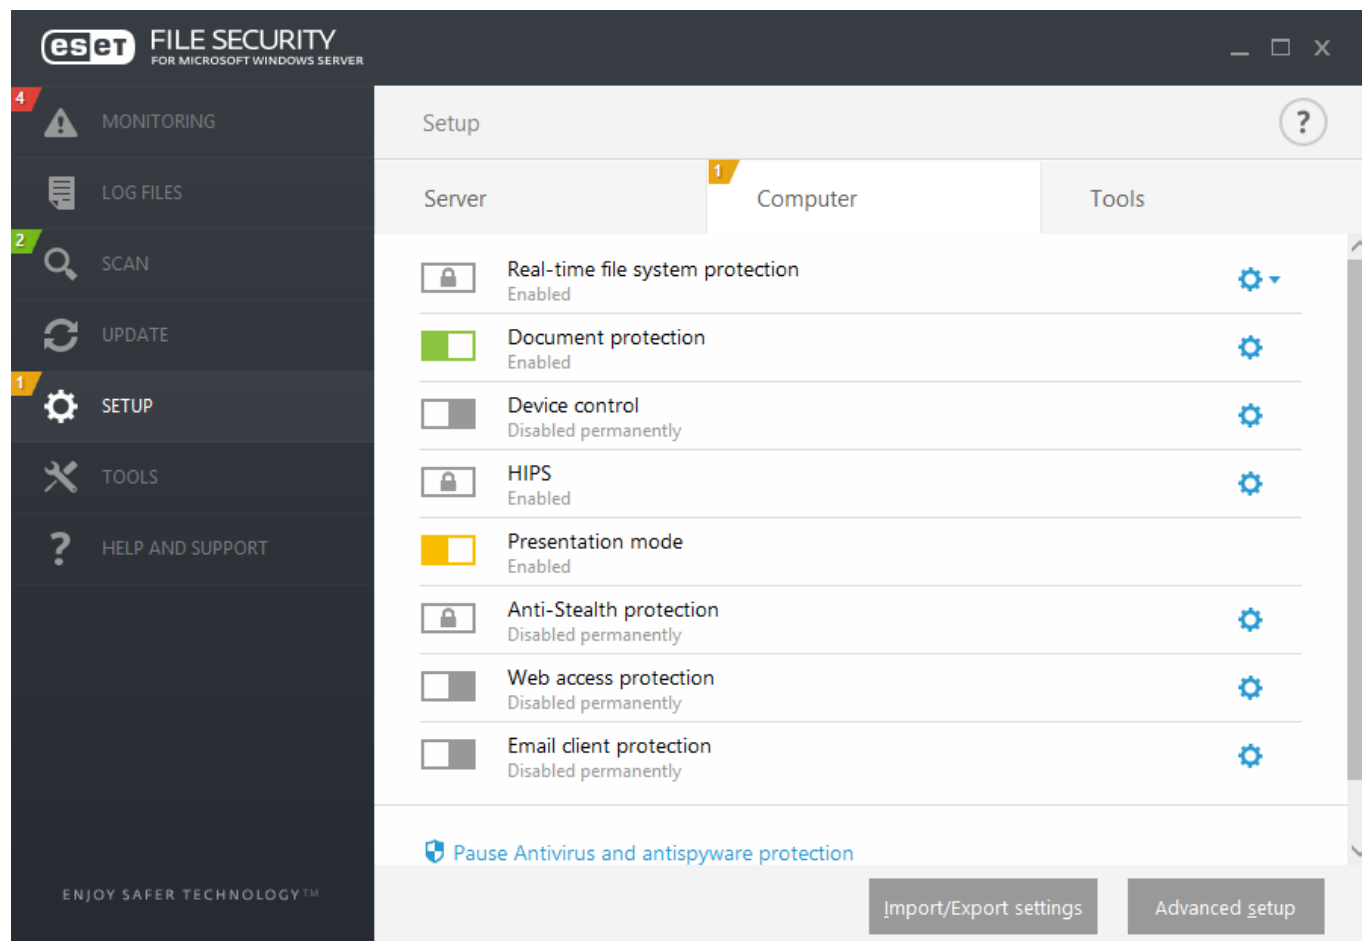 eset FILE SECURITY
FOR MICROSOFT WINDOWS SERVER
4
MONITORING
LOG FILES
2
SCAN
UPDATE
1
SETUP
TOOLS
HELP AND SUPPORT
ENJOY SAFER TECHNOLOGY™
Setup
?
Server
1
Computer
Tools
Real-time file system protection
Enabled
Document protection
Enabled
Device control
Disabled permanently
HIPS
Enabled
Presentation mode
Enabled
Anti-Stealth protection
Disabled permanently
Web access protection
Disabled permanently
Email client protection
Disabled permanently
Pause Antivirus and antispyware protection
Import/Export settings
Advanced setup